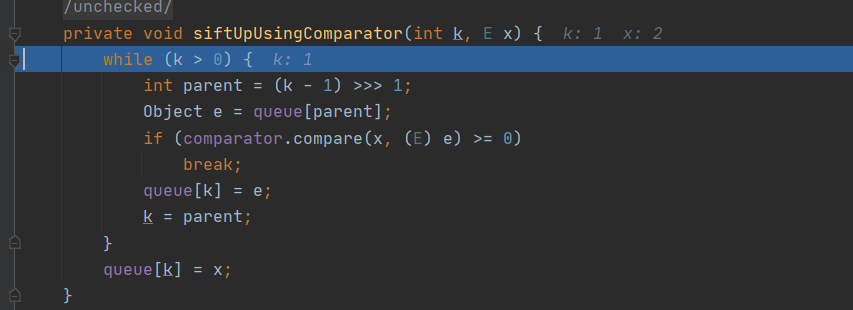 /unchecked/
private void siftUpUsingComparator(int k, E x) {  k: 1  x: 2
    while (k > 0) {  k: 1
        int parent = (k - 1) >>> 1;
        Object e = queue[parent];
        if (comparator.compare(x, (E) e) >= 0)
            break;
        queue[k] = e;
        k = parent;
    }
    queue[k] = x;
}